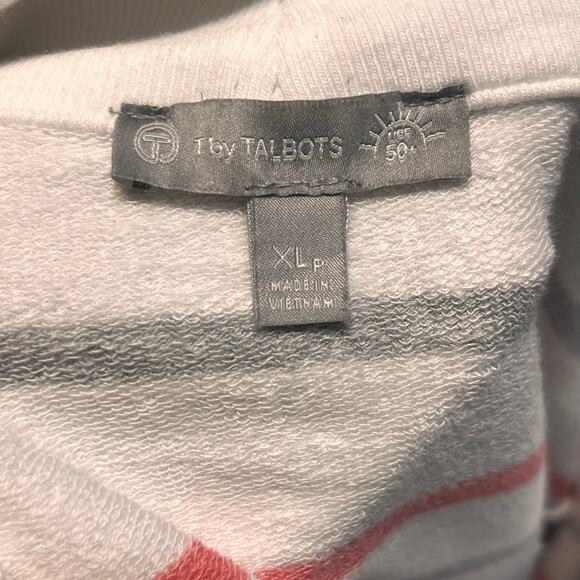 T by TALBOTS
UPF
50+
XL P
MADE IN
VIETNAM